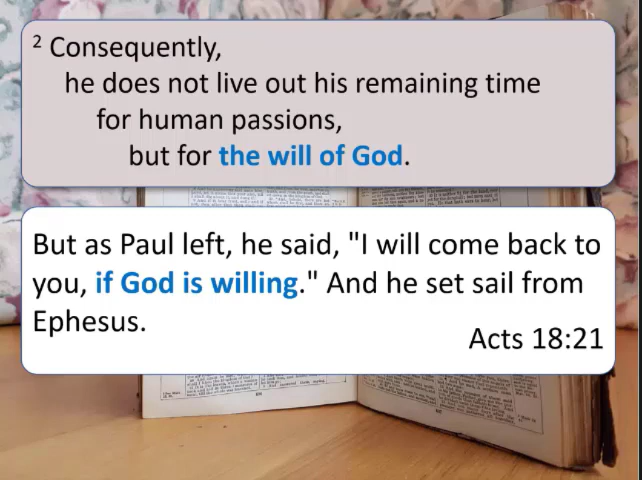 2 Consequently,
he does not live out his remaining time
for human passions,
but for the will of God.
But as Paul left, he said, "I will come back to
you, if God is willing." And he set sail from
Ephesus.
Acts 18:21